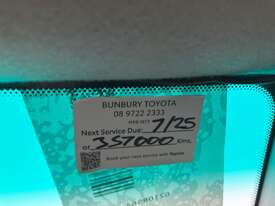 BUNBURY TOYOTA
08 9722 2333
Next Service Due: 7/25
or 357000 Kms.
Book your next service with Toyota